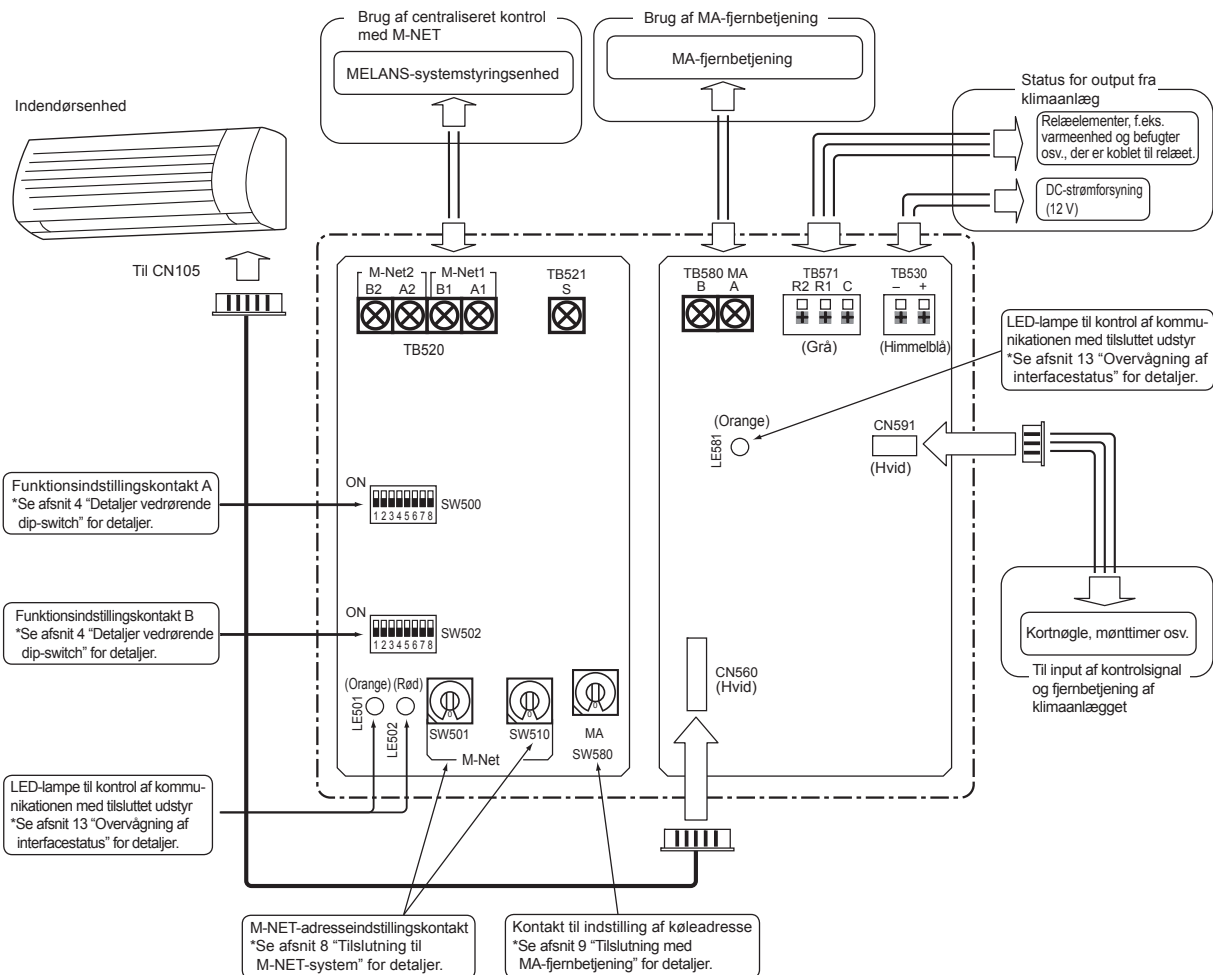 Brug af centraliseret kontrol
med M-NET
MELANS-systemstyringsenhed
Brug af MA-fjernbetjening
MA-fjernbetjening
Status for output fra
klimaanlæg
Relæelementer, f.eks.
varmeenhed og befugter
osv., der er koblet til relæet.
DC-strømforsyning
(12 V)
Indendørsenhed
Til CN105
M-Net2 M-Net1
B2 A2 B1 A1
TB520
TB521
S
TB580 MA
B A
TB571
R2 R1 C
(Grå)
TB530
– +
(Himmelblå)
LED-lampe til kontrol af kommu-
nikationen med tilsluttet udstyr
*Se afsnit 13 “Overvågning af
interfacestatus” for detaljer.
(Orange)
LE581
CN591
(Hvid)
Funktionsindstillingskontakt A
*Se afsnit 4 “Detaljer vedrørende
dip-switch” for detaljer.
ON
1 2 3 4 5 6 7 8
SW500
Funktionsindstillingskontakt B
*Se afsnit 4 “Detaljer vedrørende
dip-switch” for detaljer.
ON
1 2 3 4 5 6 7 8
SW502
Kortnøgle, mønttimer osv.
Til input af kontrolsignal
og fjernbetjening af
klimaanlægget
CN560
(Hvid)
(Orange) (Rød)
LE501
LE502
0
SW501
0
SW510
M-Net
0
MA
SW580
LED-lampe til kontrol af kommu-
nikationen med tilsluttet udstyr
*Se afsnit 13 “Overvågning af
interfacestatus” for detaljer.
M-NET-adresseindstillingskontakt
*Se afsnit 8 “Tilslutning til
M-NET-system” for detaljer.
Kontakt til indstilling af køleadresse
*Se afsnit 9 “Tilslutning med
MA-fjernbetjening” for detaljer.